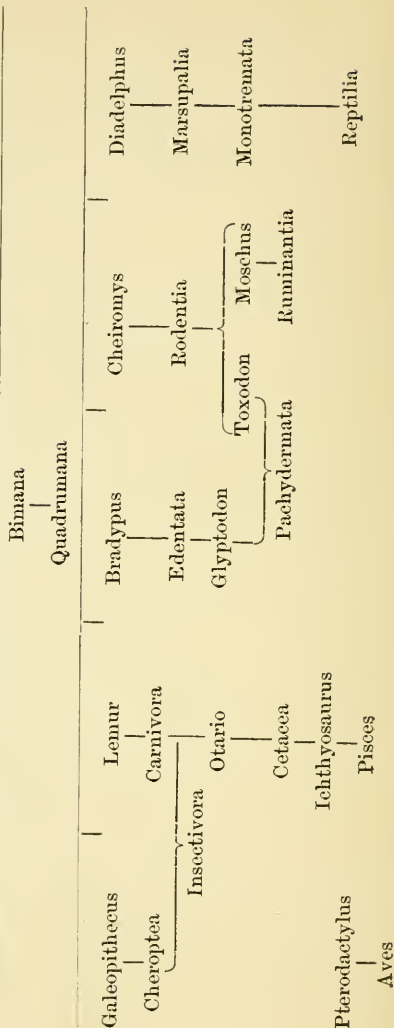 Bimana
Quadrumana
Galeopithecus
Lemur
Bradypus
Cheiromys
Diadelphus
Cheroptea
Carnivora
Edentata
Rodentia
Marsupalia
Insectivora
Otario
Glyptodon
Toxodon
Moschus
Monotremata
Cetacea
Pachydermata
Ruminantia
Ichthyosaurus
Pterodactylus
Pisces
Reptilia
Aves